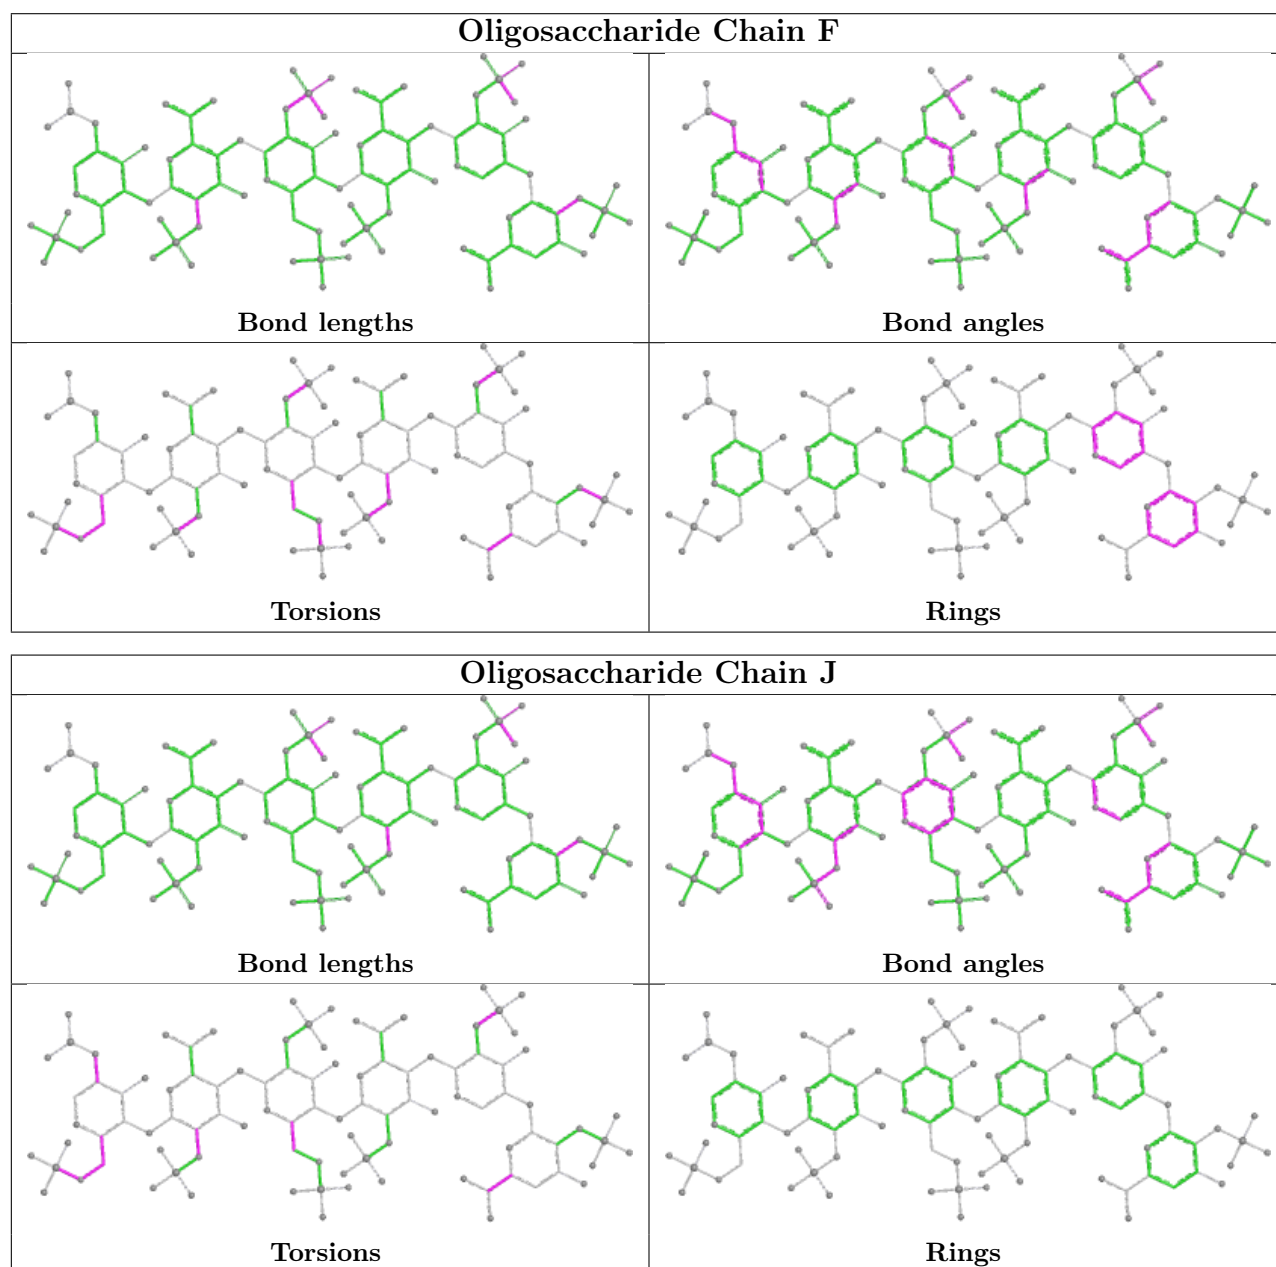 Oligosaccharide Chain F
Bond lengths
Bond angles
Torsions
Rings
Oligosaccharide Chain J
Bond lengths
Bond angles
Torsions
Rings